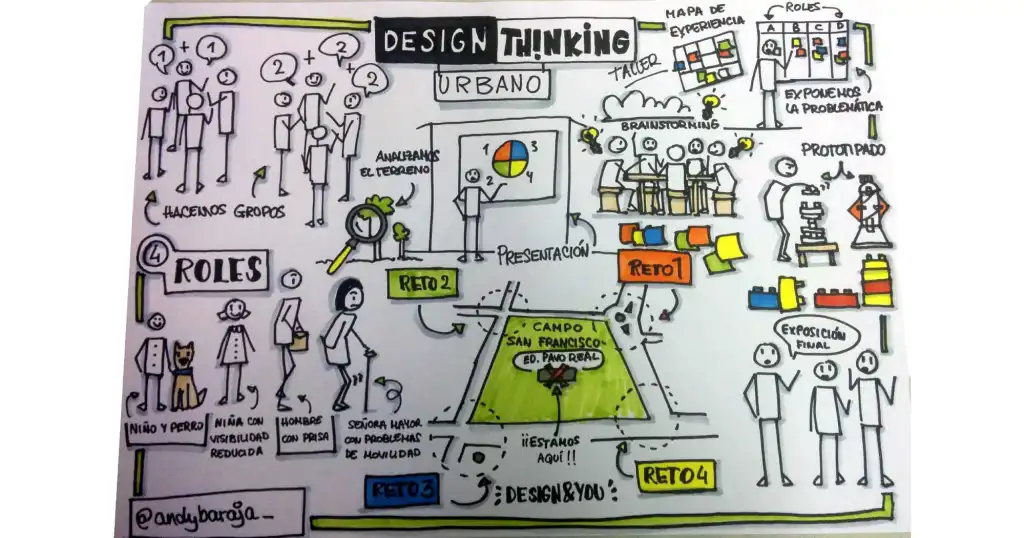 DESIGN THINKING
URBANO
1 + 1
2 + 2 + 2
HACEMOS GROPOS
ANALIZAMOS
EL TERRENO
1 3
2 4
PRESENTACIÓN
TALLER
MAPA DE
EXPERIENCIA
ROLES
A B C D
EXPONEMOS
LA PROBLEMÁTICA
BRAINSTORMING
PROTOTIPADO
4 ROLES
NIÑO Y PERRO
NIÑA CON
VISIBILIDAD
REDUCIDA
HOMBRE
CON PRISA
SEÑORA MAYOR
CON PROBLEMAS
DE MOVILIDAD
RETO 2
RETO 1
CAMPO
SAN FRANCISCO
ED. PAVO REAL
¡¡ESTAMOS
AQUÍ!!
RETO 3
RETO 4
DESIGN&YOU
EXPOSICIÓN
FINAL
@andybaraja_